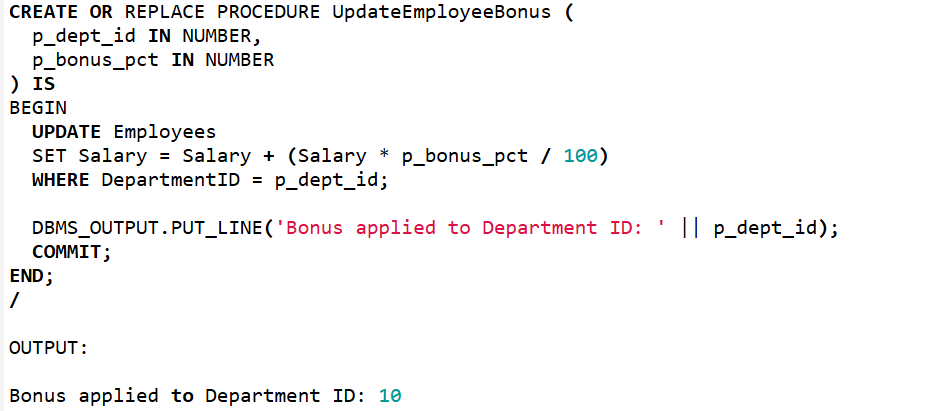 CREATE OR REPLACE PROCEDURE UpdateEmployeeBonus (
  p_dept_id IN NUMBER,
  p_bonus_pct IN NUMBER
) IS
BEGIN
  UPDATE Employees
  SET Salary = Salary + (Salary * p_bonus_pct / 100)
  WHERE DepartmentID = p_dept_id;

  DBMS_OUTPUT.PUT_LINE('Bonus applied to Department ID: ' || p_dept_id);
  COMMIT;
END;
/

OUTPUT:

Bonus applied to Department ID: 10